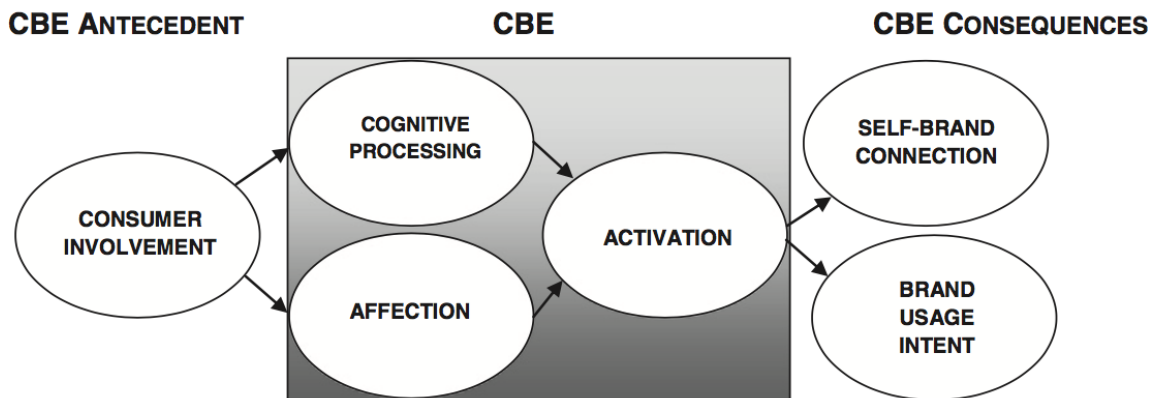 CBE ANTECEDENT
CBE
CBE CONSEQUENCES
CONSUMER
INVOLVEMENT
COGNITIVE
PROCESSING
AFFECTION
ACTIVATION
SELF-BRAND
CONNECTION
BRAND
USAGE
INTENT